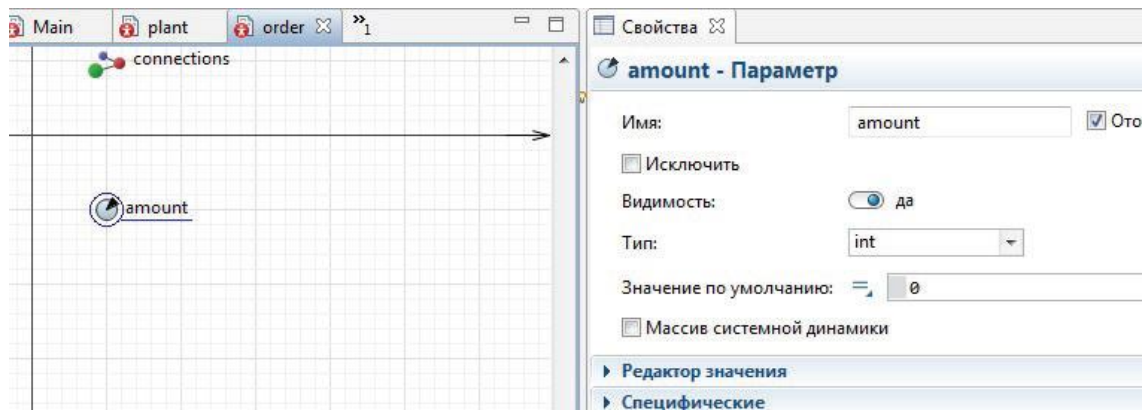 Main plant order »1
connections
amount
Свойства
amount - Параметр
Имя: amount Ото
Исключить
Видимость: да
Тип: int
Значение по умолчанию: 0
Массив системной динамики
Редактор значения
Специфические